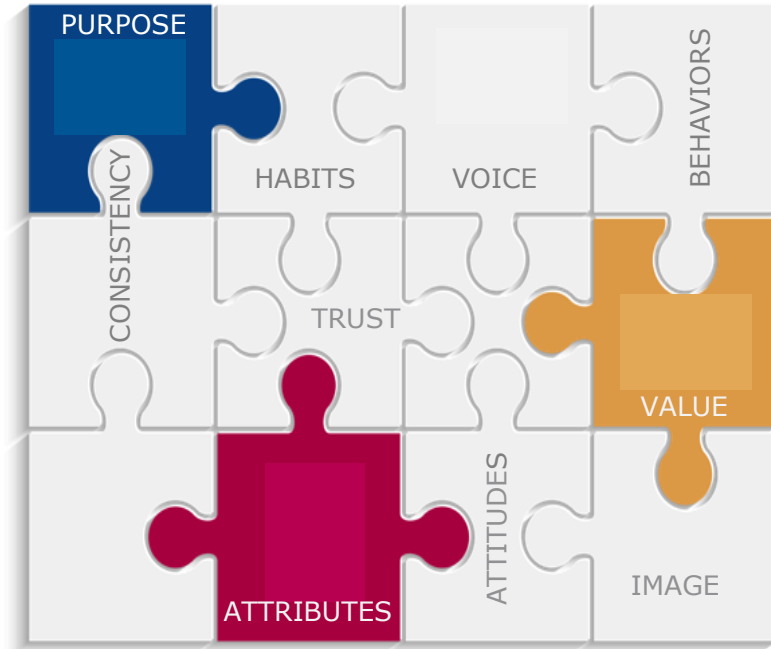 PURPOSE
HABITS
VOICE
BEHAVIORS
CONSISTENCY
TRUST
VALUE
ATTRIBUTES
ATTITUDES
IMAGE